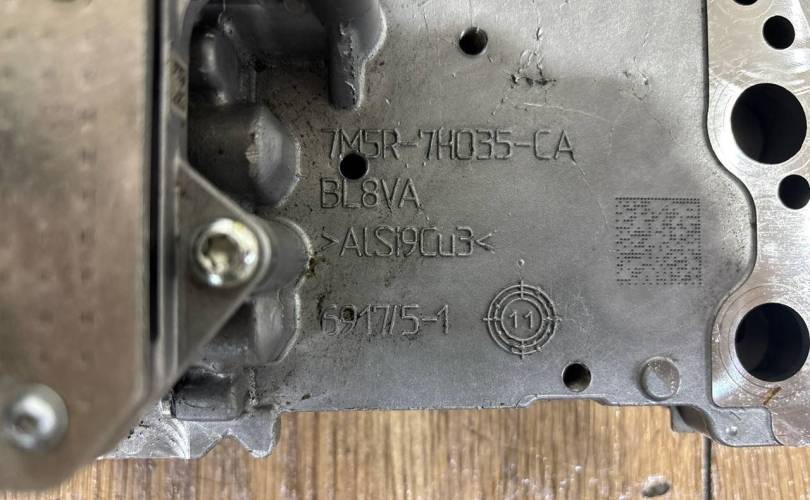 7M5R-7H035-CA
BL8VA
>AlSi9Cu3<
6917/5-1
11